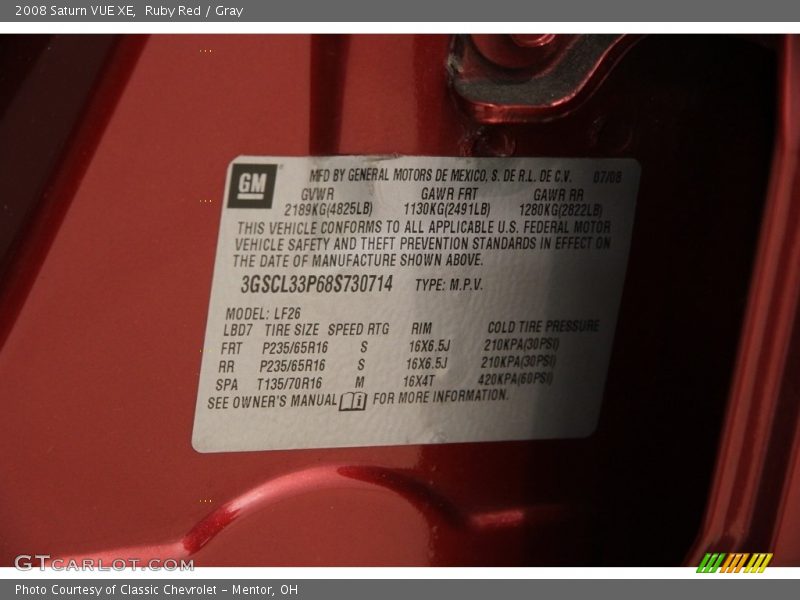 2008 Saturn VUE XE, Ruby Red / Gray
GM
MFD BY GENERAL MOTORS DE MEXICO, S. DE R.L. DE C.V. 07/08
GVWR GAWR FRT GAWR RR
2189KG(4825LB) 1130KG(2491LB) 1280KG(2822LB)
THIS VEHICLE CONFORMS TO ALL APPLICABLE U.S. FEDERAL MOTOR
VEHICLE SAFETY AND THEFT PREVENTION STANDARDS IN EFFECT ON
THE DATE OF MANUFACTURE SHOWN ABOVE.
3GSCL33P68S730714 TYPE: M.P.V.
MODEL: LF26
LBD7 TIRE SIZE SPEED RTG RIM COLD TIRE PRESSURE
FRT P235/65R16 S 16X6.5J 210KPA(30PSI)
RR P235/65R16 S 16X6.5J 210KPA(30PSI)
SPA T135/70R16 M 16X4T 420KPA(60PSI)
SEE OWNER'S MANUAL i FOR MORE INFORMATION.
GTCARLOT.COM
Photo Courtesy of Classic Chevrolet - Mentor, OH